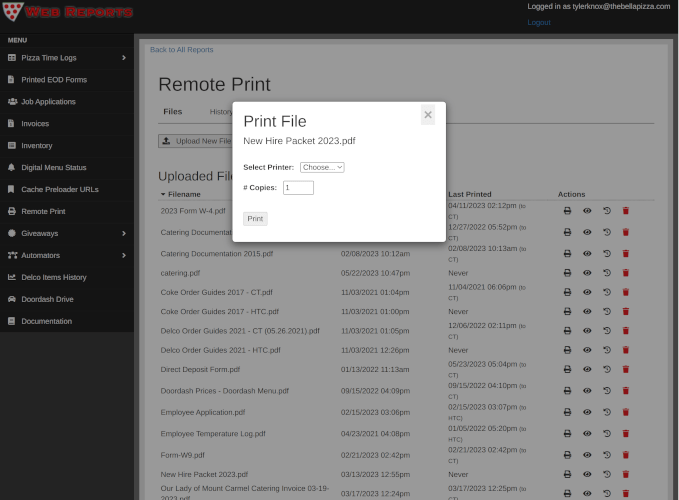 WEB REPORTS
Logged in as tylerknox@thebellapizza.com
Logout
MENU
Pizza Time Logs
Printed EOD Forms
Job Applications
Invoices
Inventory
Digital Menu Status
Cache Preloader URLs
Remote Print
Giveaways
Automators
Delco Items History
Doordash Drive
Documentation
Back to All Reports
Remote Print
Files History
Upload New File
Print File
×
New Hire Packet 2023.pdf
Select Printer: Choose...
# Copies: 1
Print
Uploaded File
Filename Last Printed Actions
2023 Form W-4.pdf 04/11/2023 02:12pm (to CT)
Catering Documentat 12/27/2022 05:52pm (to CT)
Catering Documentation 2015.pdf 02/08/2023 10:12am 02/08/2023 10:13am (to CT)
catering.pdf 05/22/2023 10:47pm Never
Coke Order Guides 2017 - CT.pdf 11/03/2021 01:04pm 11/04/2021 06:06pm (to CT)
Coke Order Guides 2017 - HTC.pdf 11/03/2021 01:00pm Never
Delco Order Guides 2021 - CT (05.26.2021).pdf 11/03/2021 01:05pm 12/06/2022 02:11pm (to CT)
Delco Order Guides 2021 - HTC.pdf 11/03/2021 12:26pm Never
Direct Deposit Form.pdf 01/13/2022 11:13am 05/23/2023 05:04pm (to CT)
Doordash Prices - Doordash Menu.pdf 09/15/2022 04:09pm 09/15/2022 04:10pm (to CT)
Employee Application.pdf 02/15/2023 03:06pm 02/15/2023 03:07pm (to HTC)
Employee Temperature Log.pdf 04/23/2021 04:08pm 01/05/2022 05:20pm (to CT)
Form-W9.pdf 02/21/2023 02:42pm 02/21/2023 02:42pm (to CT)
New Hire Packet 2023.pdf 03/13/2023 12:55pm Never
Our Lady of Mount Carmel Catering Invoice 03-19-2023.pdf 03/17/2023 12:24pm 03/17/2023 12:25pm (to CT)